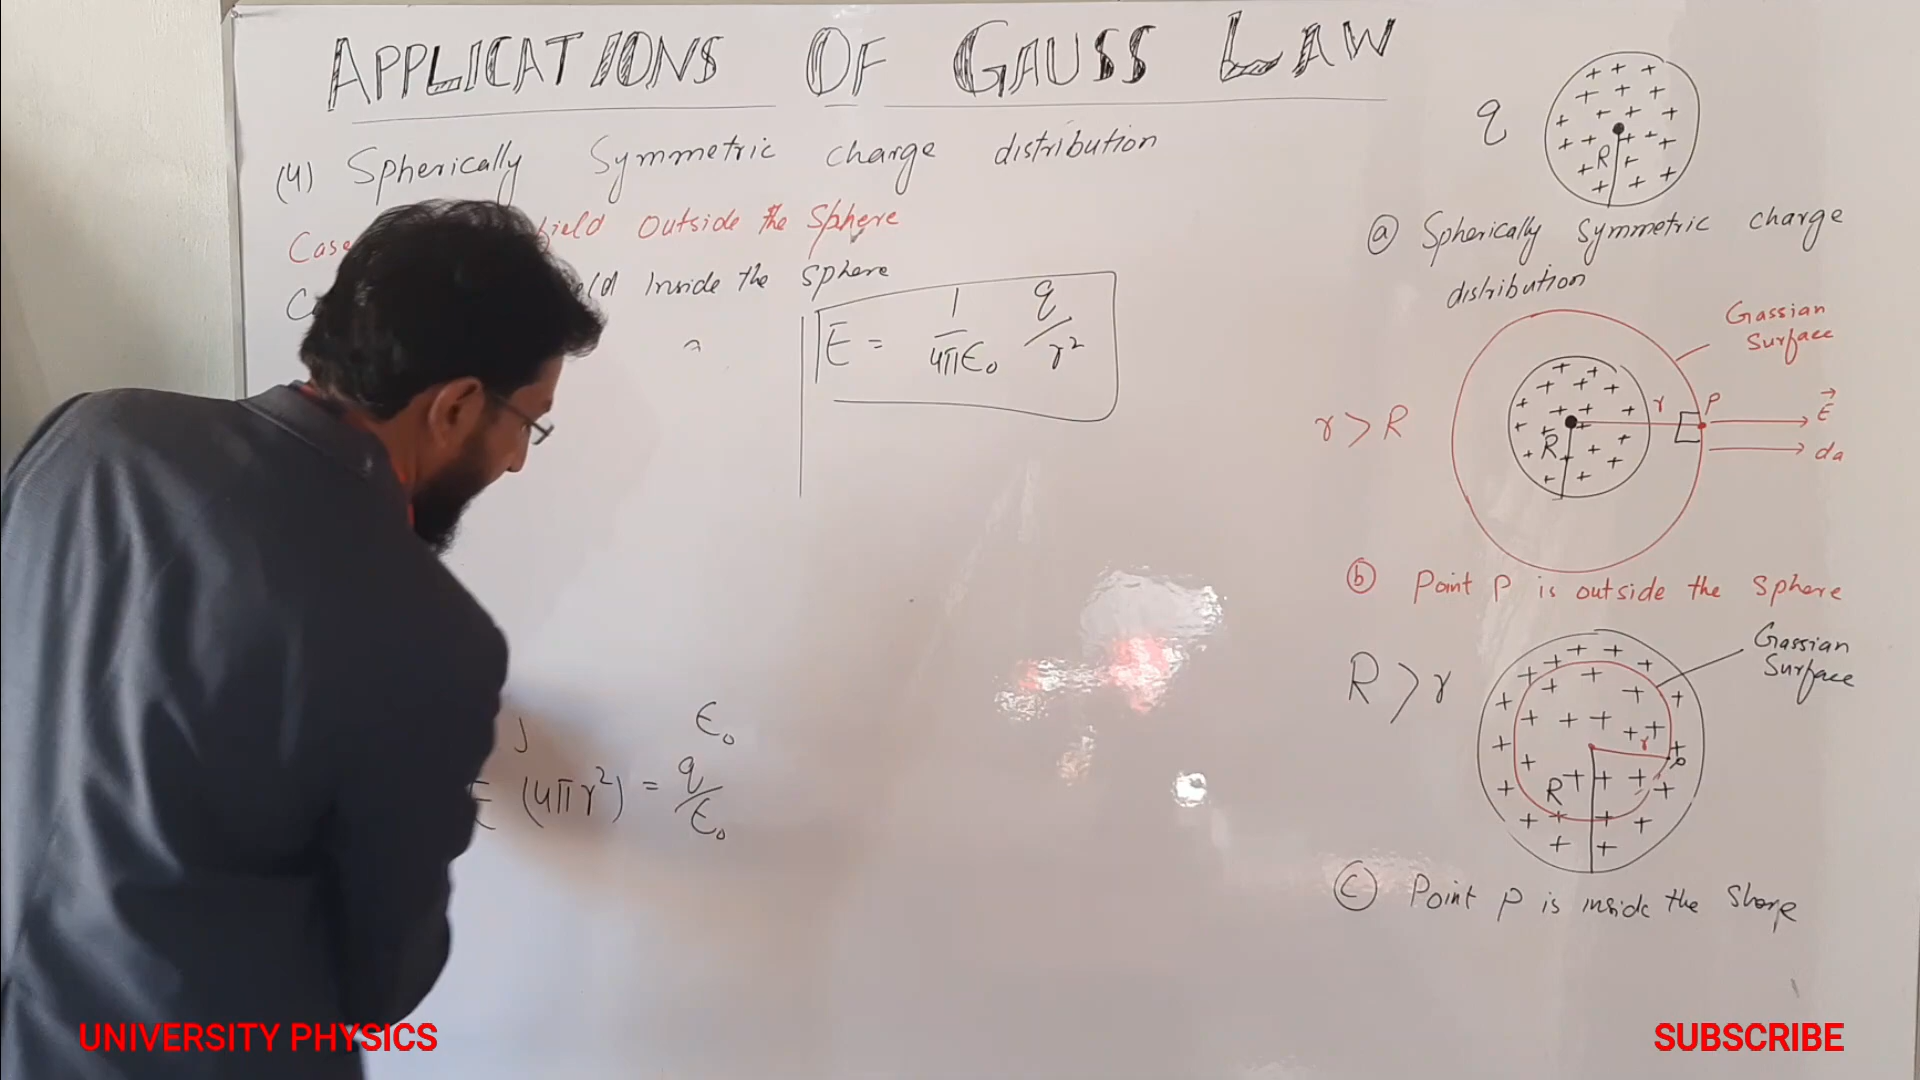 APPLICATIONS OF GAUSS LAW
(4) Spherically Symmetric charge distribution
Case field Outside the Sphere
Inside the sphere
E = 1/4πϵ₀ q/r²
ϵ₀
E (4πr²) = q/ϵ₀
q
R
(a) Spherically Symmetric charge
distribution
Gassian
Surface
r > R
R
r
P
E⃗
da
(b) Point P is outside the sphere
Gassian
Surface
R > r
r
R
(c) Point P is inside the
UNIVERSITY PHYSICS
SUBSCRIBE